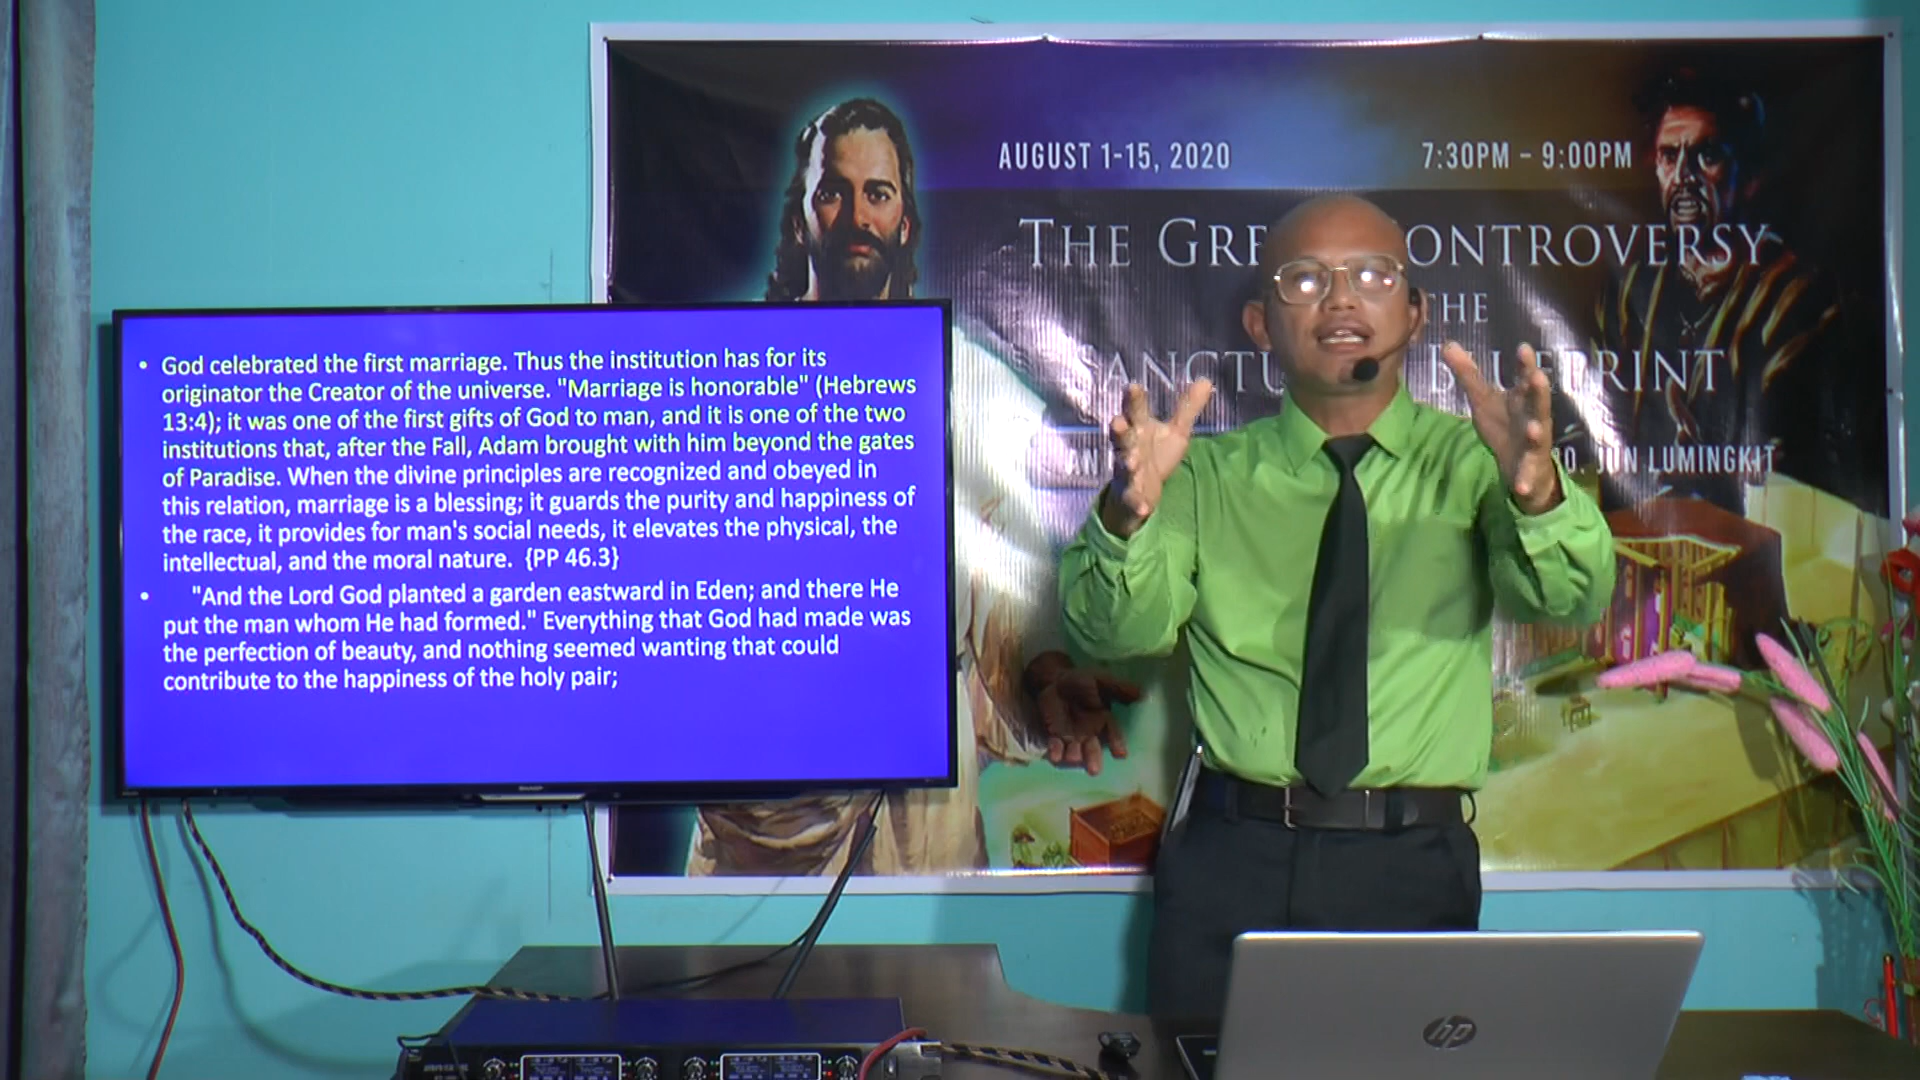 AUGUST 1-15, 2020
7:30PM – 9:00PM
THE GRE ONTROVERSY
THE
SANCTU BLUEPRINT
JUN LUMINGKIT
• God celebrated the first marriage. Thus the institution has for its
originator the Creator of the universe. "Marriage is honorable" (Hebrews
13:4); it was one of the first gifts of God to man, and it is one of the two
institutions that, after the Fall, Adam brought with him beyond the gates
of Paradise. When the divine principles are recognized and obeyed in
this relation, marriage is a blessing; it guards the purity and happiness of
the race, it provides for man's social needs, it elevates the physical, the
intellectual, and the moral nature. {PP 46.3}
• "And the Lord God planted a garden eastward in Eden; and there He
put the man whom He had formed." Everything that God had made was
the perfection of beauty, and nothing seemed wanting that could
contribute to the happiness of the holy pair;
SHARP
hp